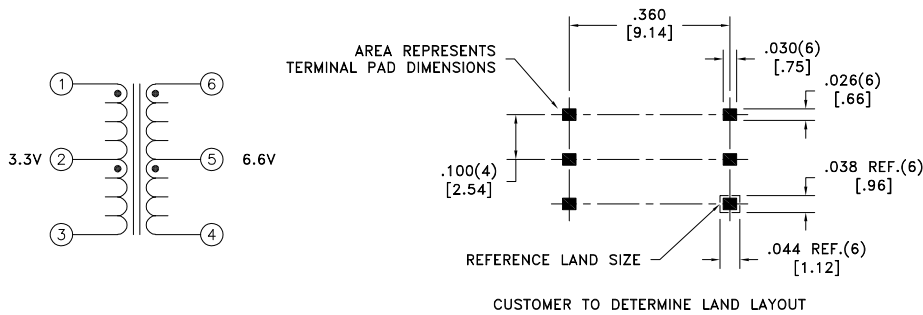 1
6
3.3V
2
5
6.6V
3
4
AREA REPRESENTS
TERMINAL PAD DIMENSIONS
.360
[9.14]
.030(6)
[.75]
.026(6)
[.66]
.100(4)
[2.54]
.038 REF.(6)
[.96]
REFERENCE LAND SIZE
.044 REF.(6)
[1.12]
CUSTOMER TO DETERMINE LAND LAYOUT